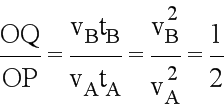 OQ/OP = v_B t_B / v_A t_A = v_B^2 / v_A^2 = 1/2